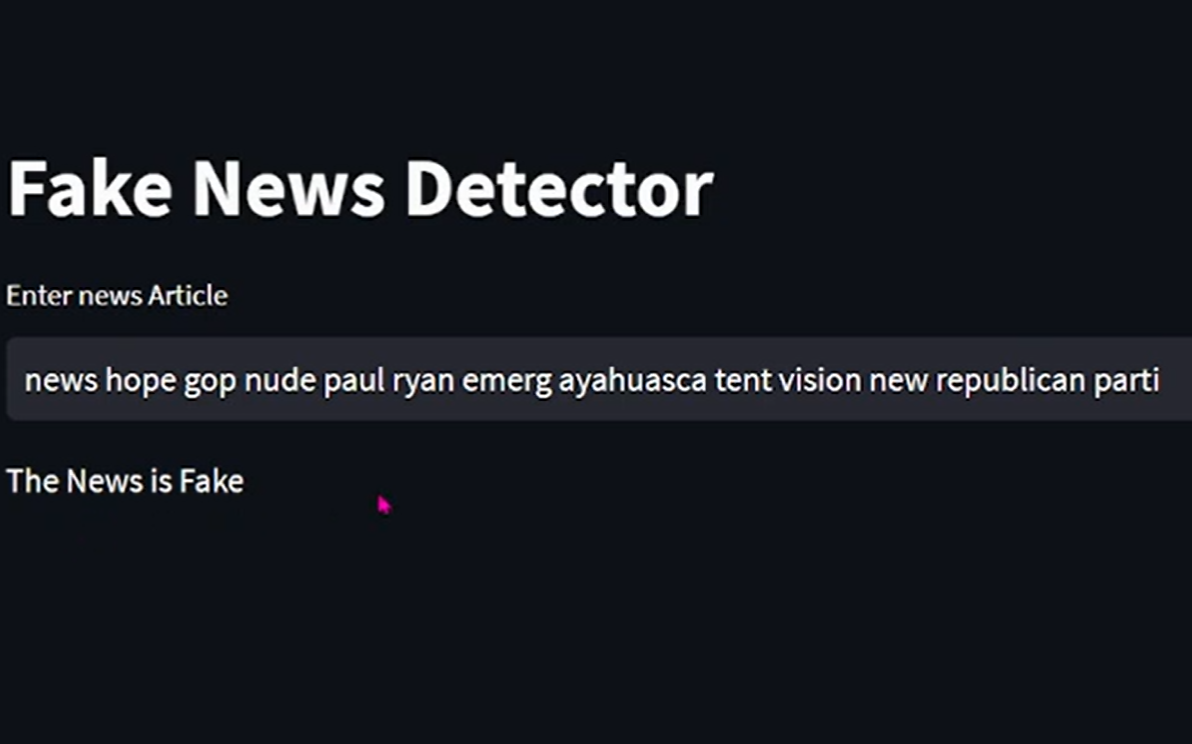 Fake News Detector
Enter news Article
news hope gop nude paul ryan emerg ayahuasca tent vision new republican parti
The News is Fake